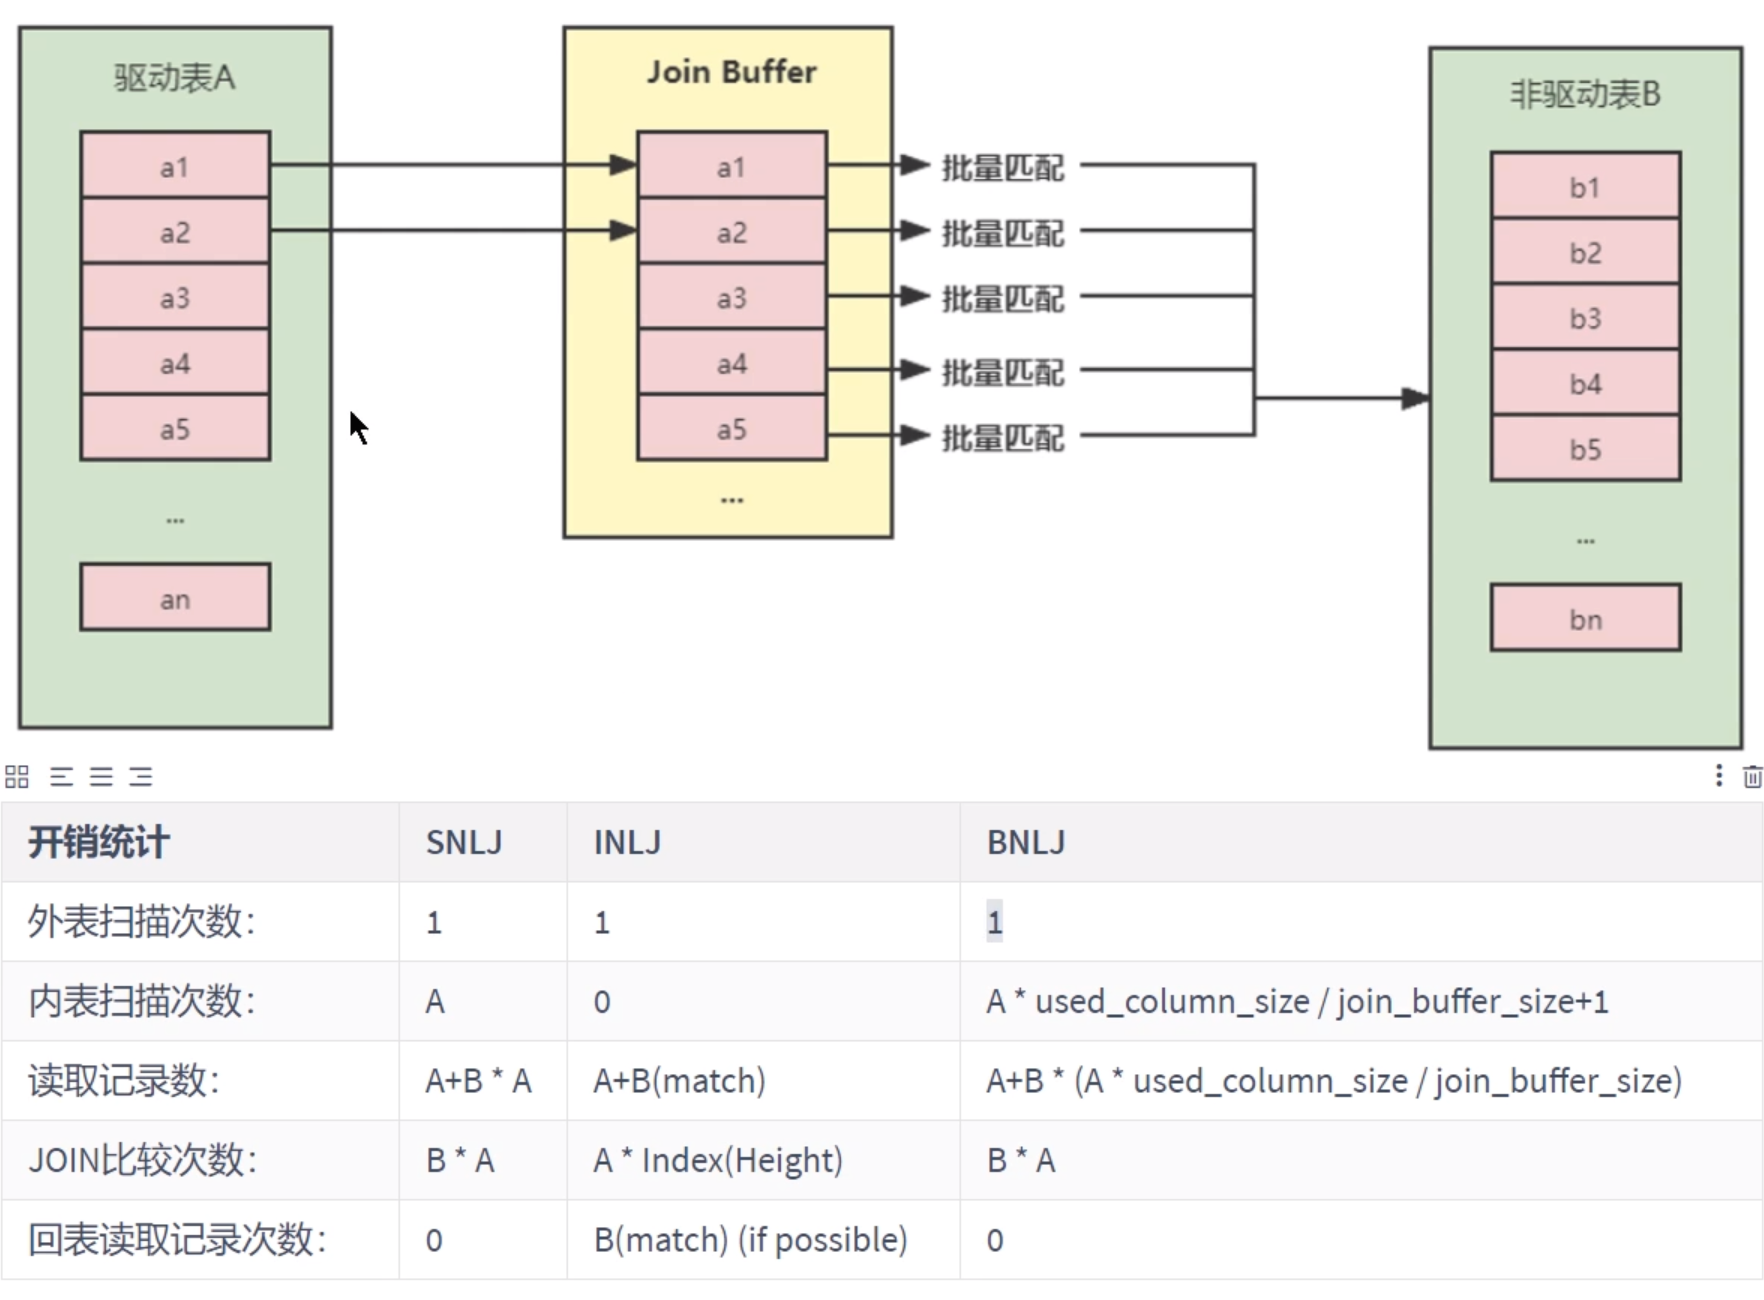 驱动表A
a1
a2
a3
a4
a5
...
an
Join Buffer
a1
a2
a3
a4
a5
...
批量匹配
批量匹配
批量匹配
批量匹配
批量匹配
非驱动表B
b1
b2
b3
b4
b5
...
bn
开销统计 SNLJ INLJ BNLJ
外表扫描次数： 1 1 1
内表扫描次数： A 0 A * used_column_size / join_buffer_size+1
读取记录数： A+B * A A+B(match) A+B * (A * used_column_size / join_buffer_size)
JOIN比较次数： B * A A * Index(Height) B * A
回表读取记录次数： 0 B(match) (if possible) 0